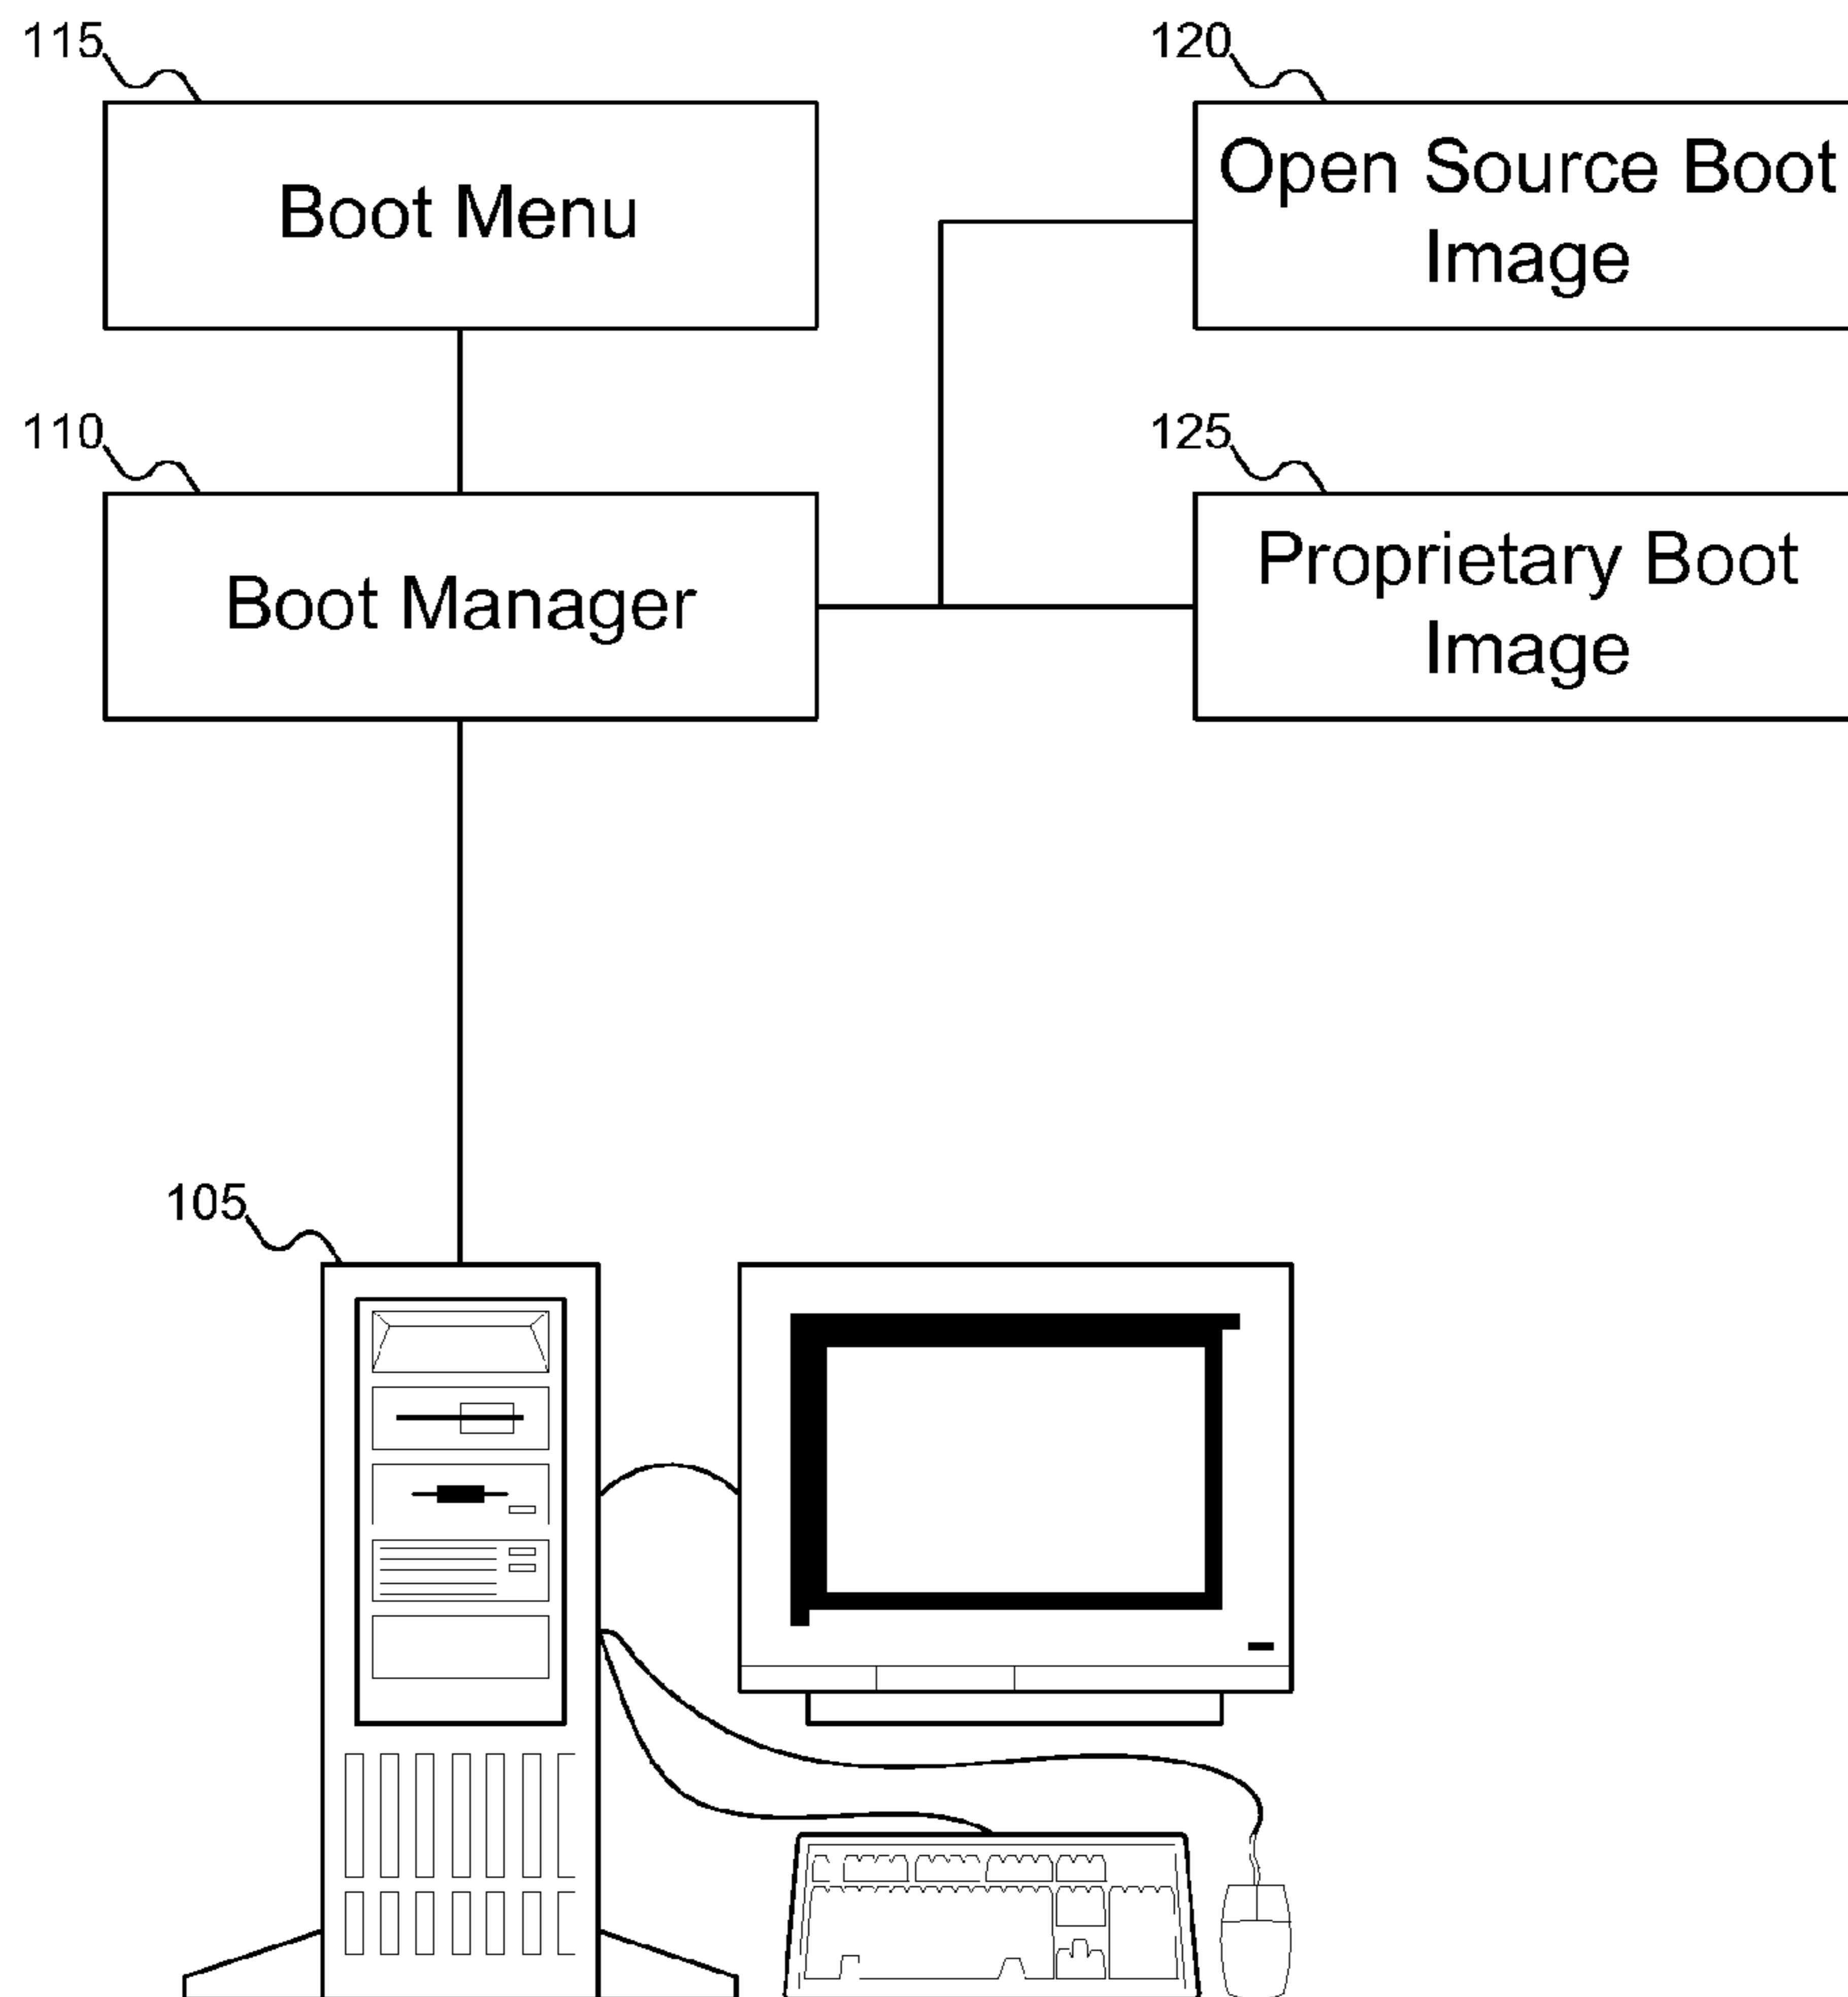 115
Boot Menu
120
Open Source Boot
Image
110
Boot Manager
125
Proprietary Boot
Image
105